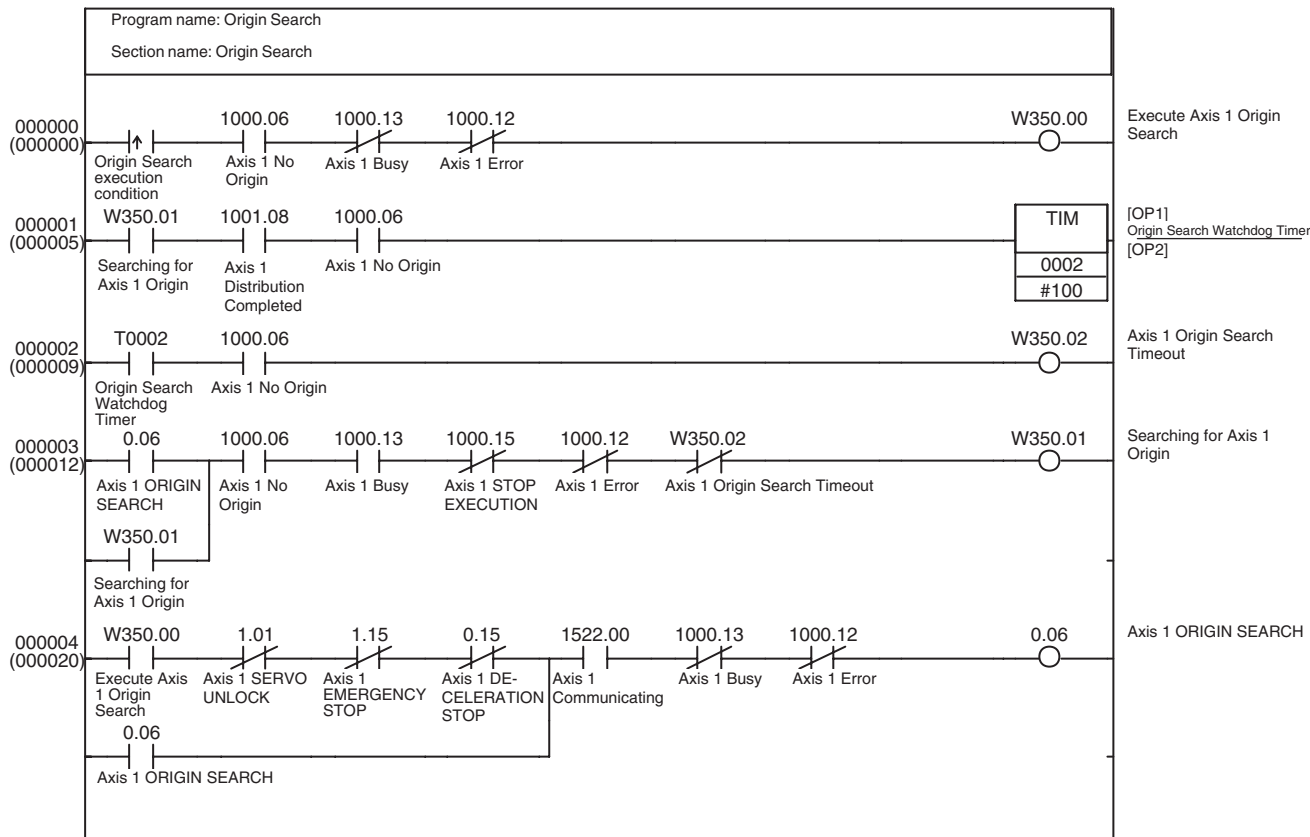 Program name: Origin Search
Section name: Origin Search
1000.06 1000.13 1000.12 W350.00 Execute Axis 1 Origin
000000 Search
(000000)
Origin Search Axis 1 No Axis 1 Busy Axis 1 Error
execution Origin
condition
W350.01 1001.08 1000.06 TIM [OP1]
000001 Origin Search Watchdog Timer
(000005) [OP2]
Searching for Axis 1 Axis 1 No Origin 0002
Axis 1 Origin Distribution
Completed #100
T0002 1000.06 W350.02 Axis 1 Origin Search
000002 Timeout
(000009)
Origin Search Axis 1 No Origin
Watchdog
Timer
0.06 1000.06 1000.13 1000.15 1000.12 W350.02 W350.01 Searching for Axis 1
000003 Origin
(000012)
Axis 1 ORIGIN Axis 1 No Axis 1 Busy Axis 1 STOP Axis 1 Error Axis 1 Origin Search Timeout
SEARCH Origin EXECUTION
W350.01
Searching for
Axis 1 Origin
W350.00 1.01 1.15 0.15 1522.00 1000.13 1000.12 0.06 Axis 1 ORIGIN SEARCH
000004
(000020)
Execute Axis Axis 1 SERVO Axis 1 Axis 1 DE- Axis 1 Axis 1 Busy Axis 1 Error
1 Origin UNLOCK EMERGENCY CELERATION Communicating
Search STOP STOP
0.06
Axis 1 ORIGIN SEARCH